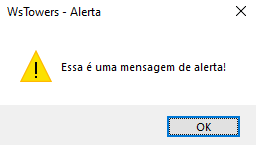 WsTowers - Alerta
Essa é uma mensagem de alerta!
OK